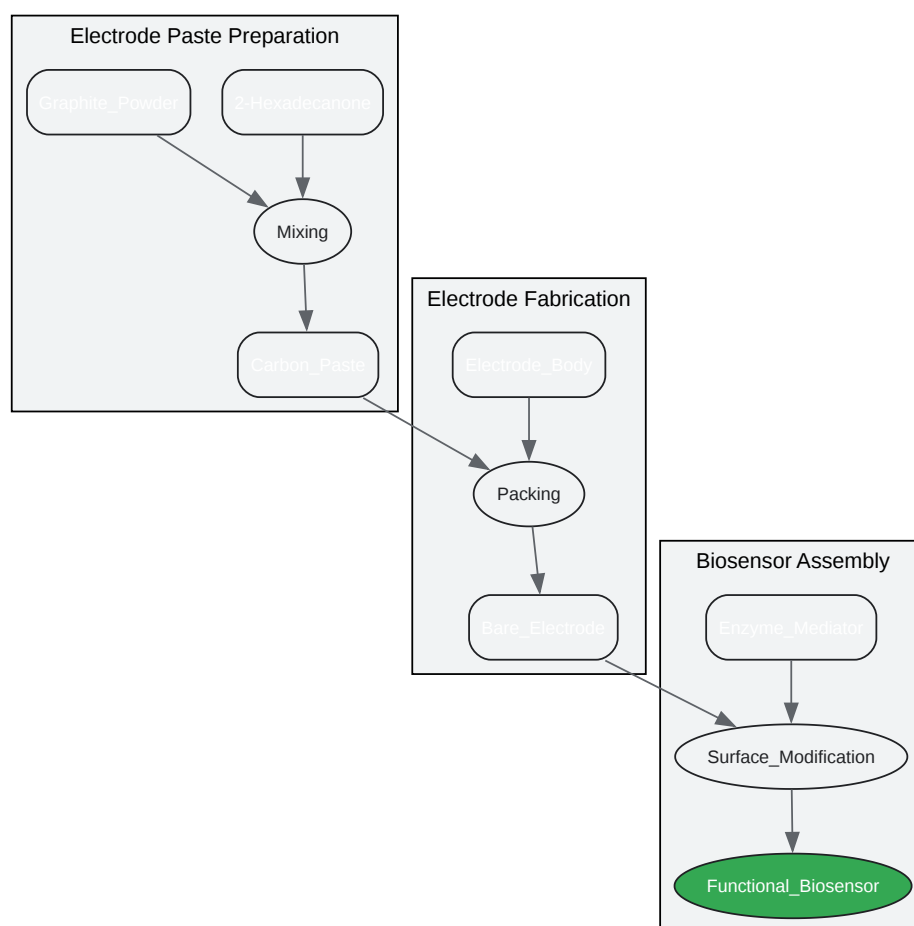 Electrode Paste Preparation
Graphite_Powder
2-Hexadecanone
Mixing
Carbon_Paste
Electrode Fabrication
Electrode_Body
Packing
Bare_Electrode
Biosensor Assembly
Enzyme_Mediator
Surface_Modification
Functional_Biosensor